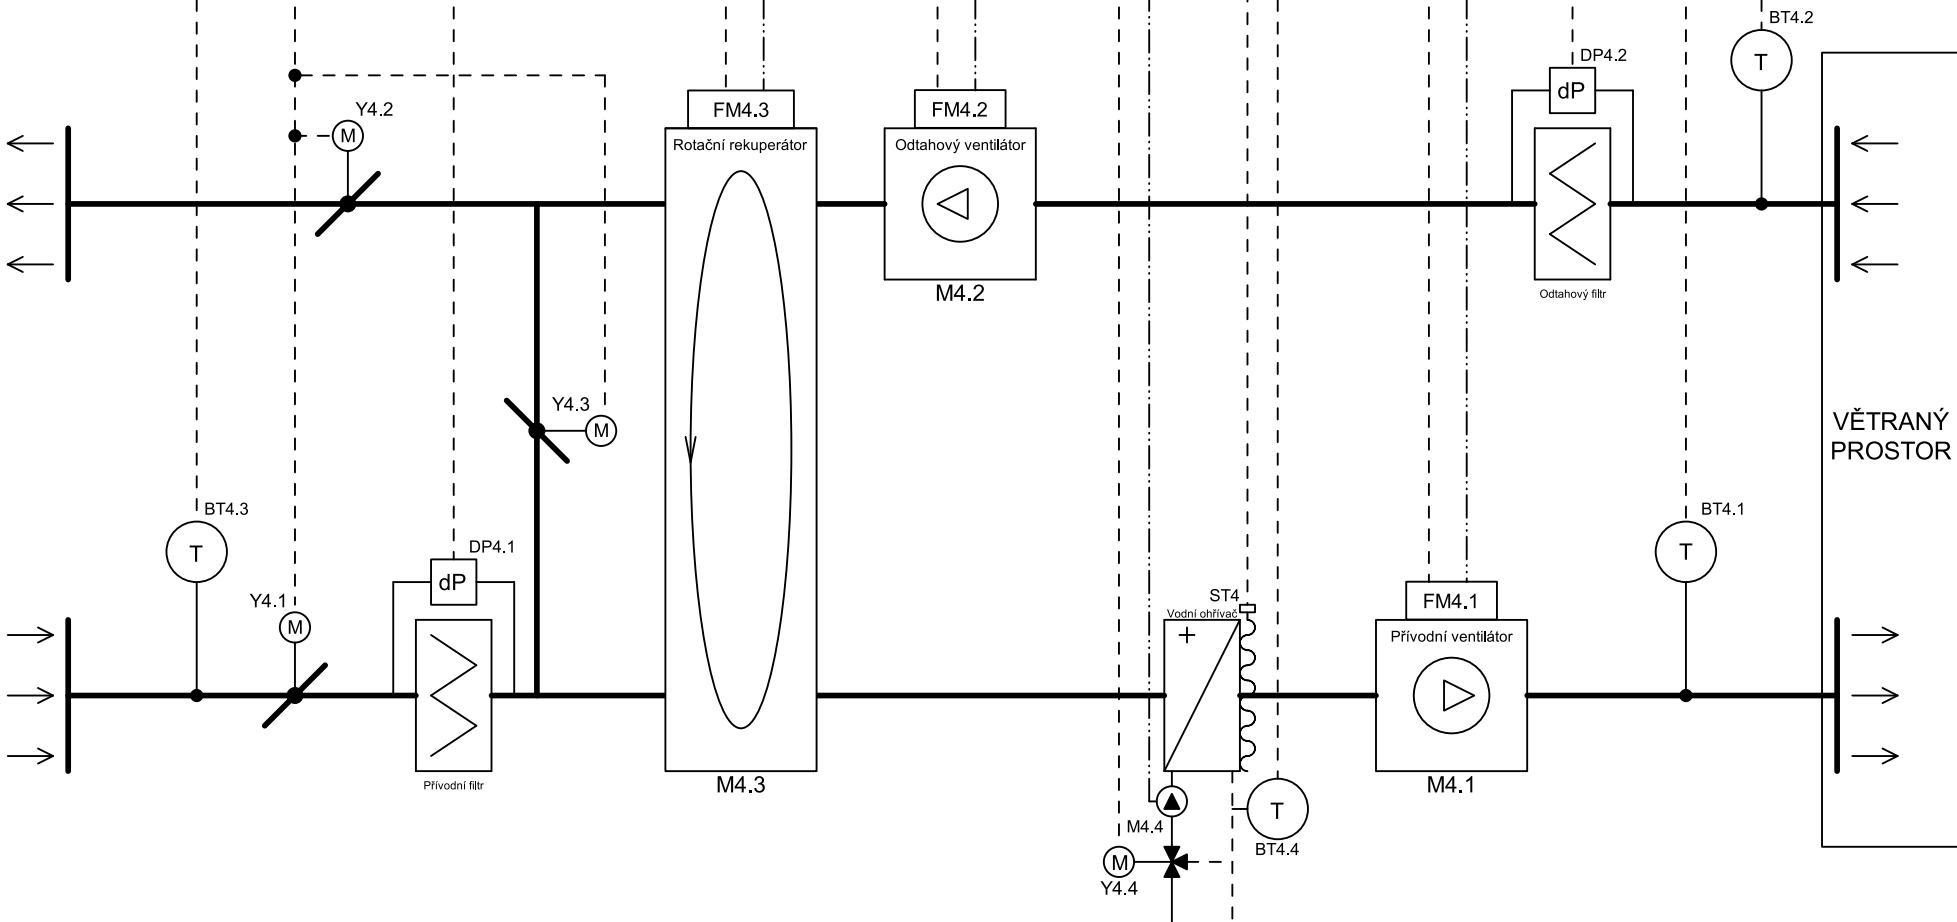 BT4.2
T
DP4.2
dP
Y4.2
M
FM4.3
Rotační rekuperátor
FM4.2
Odtahový ventilátor
M4.2
Odtahový filtr
Y4.3
M
VĚTRANÝ
PROSTOR
BT4.3
T
DP4.1
dP
BT4.1
T
Y4.1
M
ST4
Vodní ohřívač
+
FM4.1
Přívodní ventilátor
Přívodní filtr
M4.3
M4.1
M4.4
T
BT4.4
M
Y4.4